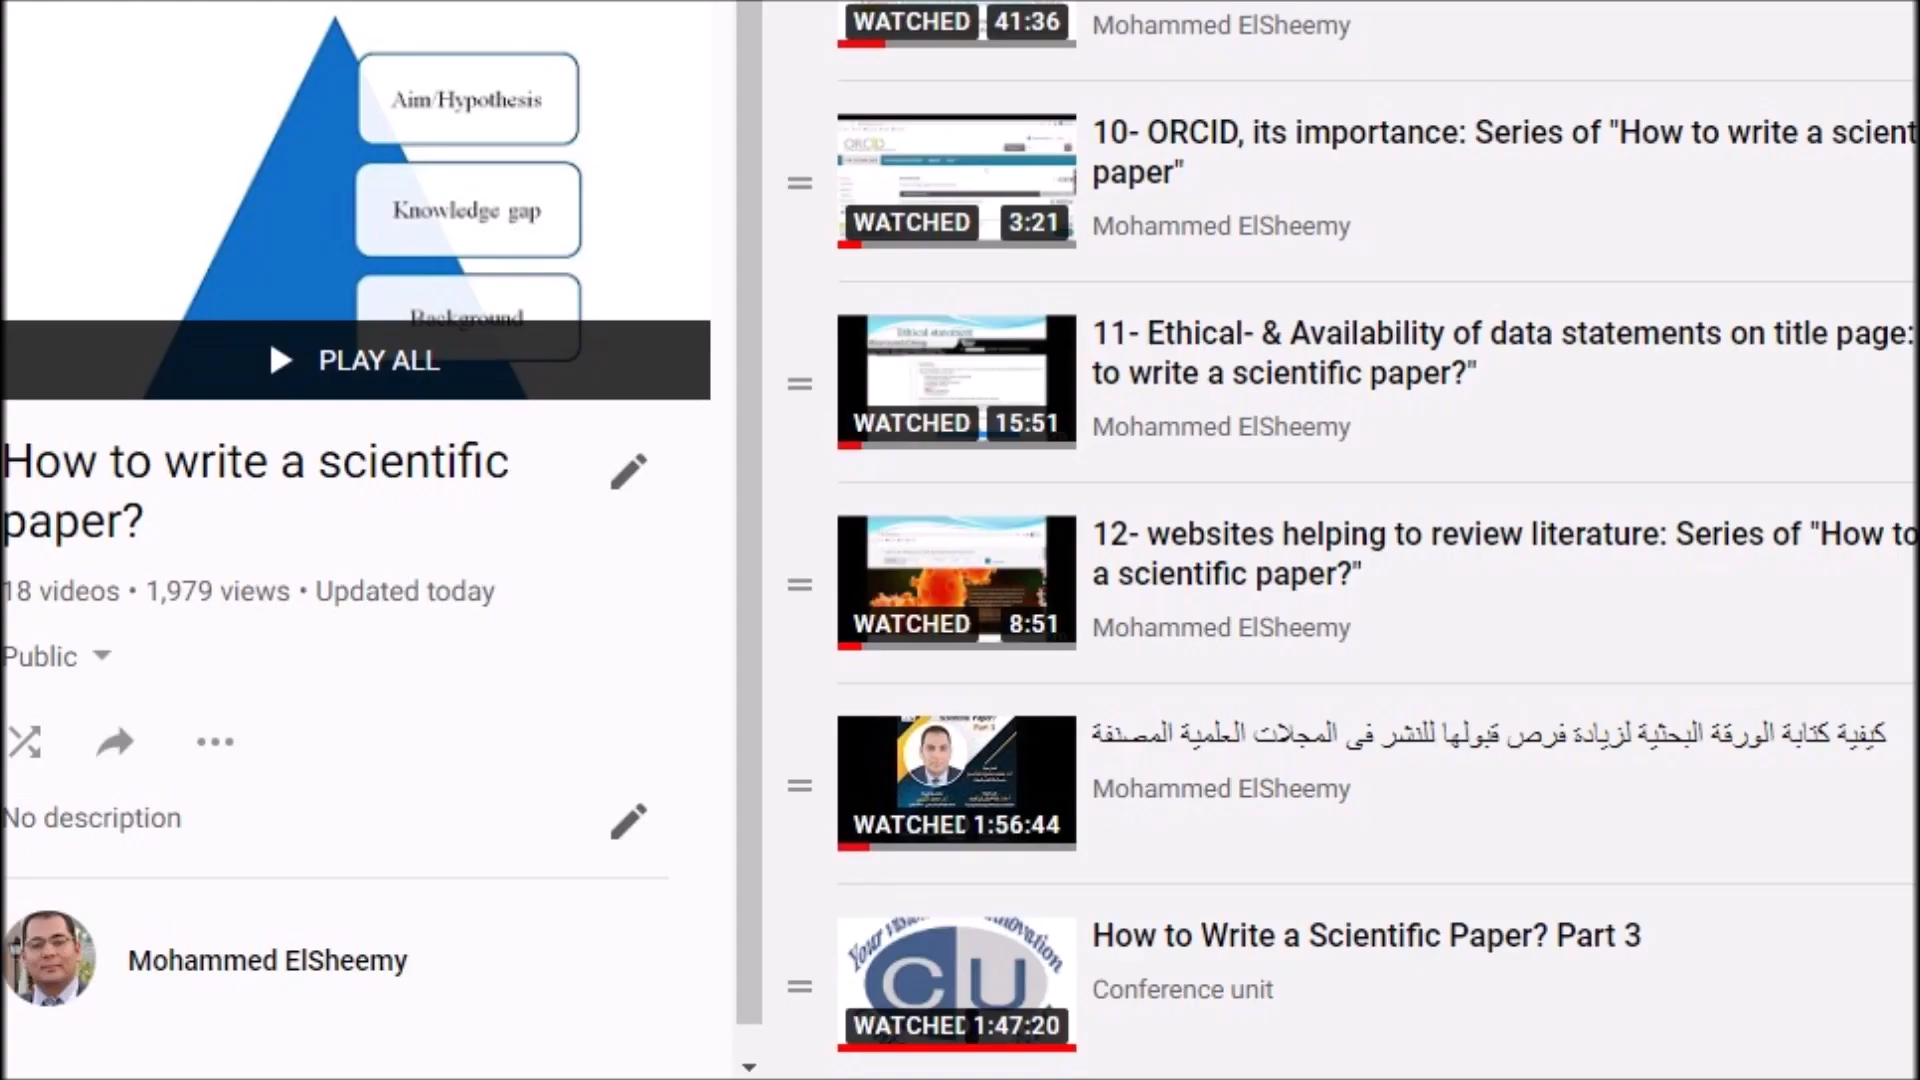 Aim/Hypothesis
Knowledge gap
Background
PLAY ALL
How to write a scientific
paper?
18 videos • 1,979 views • Updated today
Public
No description
Mohammed ElSheemy
WATCHED 41:36
Mohammed ElSheemy
ORCID
WATCHED 3:21
10- ORCID, its importance: Series of "How to write a scient
paper"
Mohammed ElSheemy
Ethical statement
WATCHED 15:51
11- Ethical- & Availability of data statements on title page:
to write a scientific paper?"
Mohammed ElSheemy
WATCHED 8:51
12- websites helping to review literature: Series of "How to
a scientific paper?"
Mohammed ElSheemy
Part 3
WATCHED 1:56:44
كيفية كتابة الورقة البحثية لزيادة فرص قبولها للنشر فى المجلات العلمية المصنفة
Mohammed ElSheemy
CU
WATCHED 1:47:20
How to Write a Scientific Paper? Part 3
Conference unit